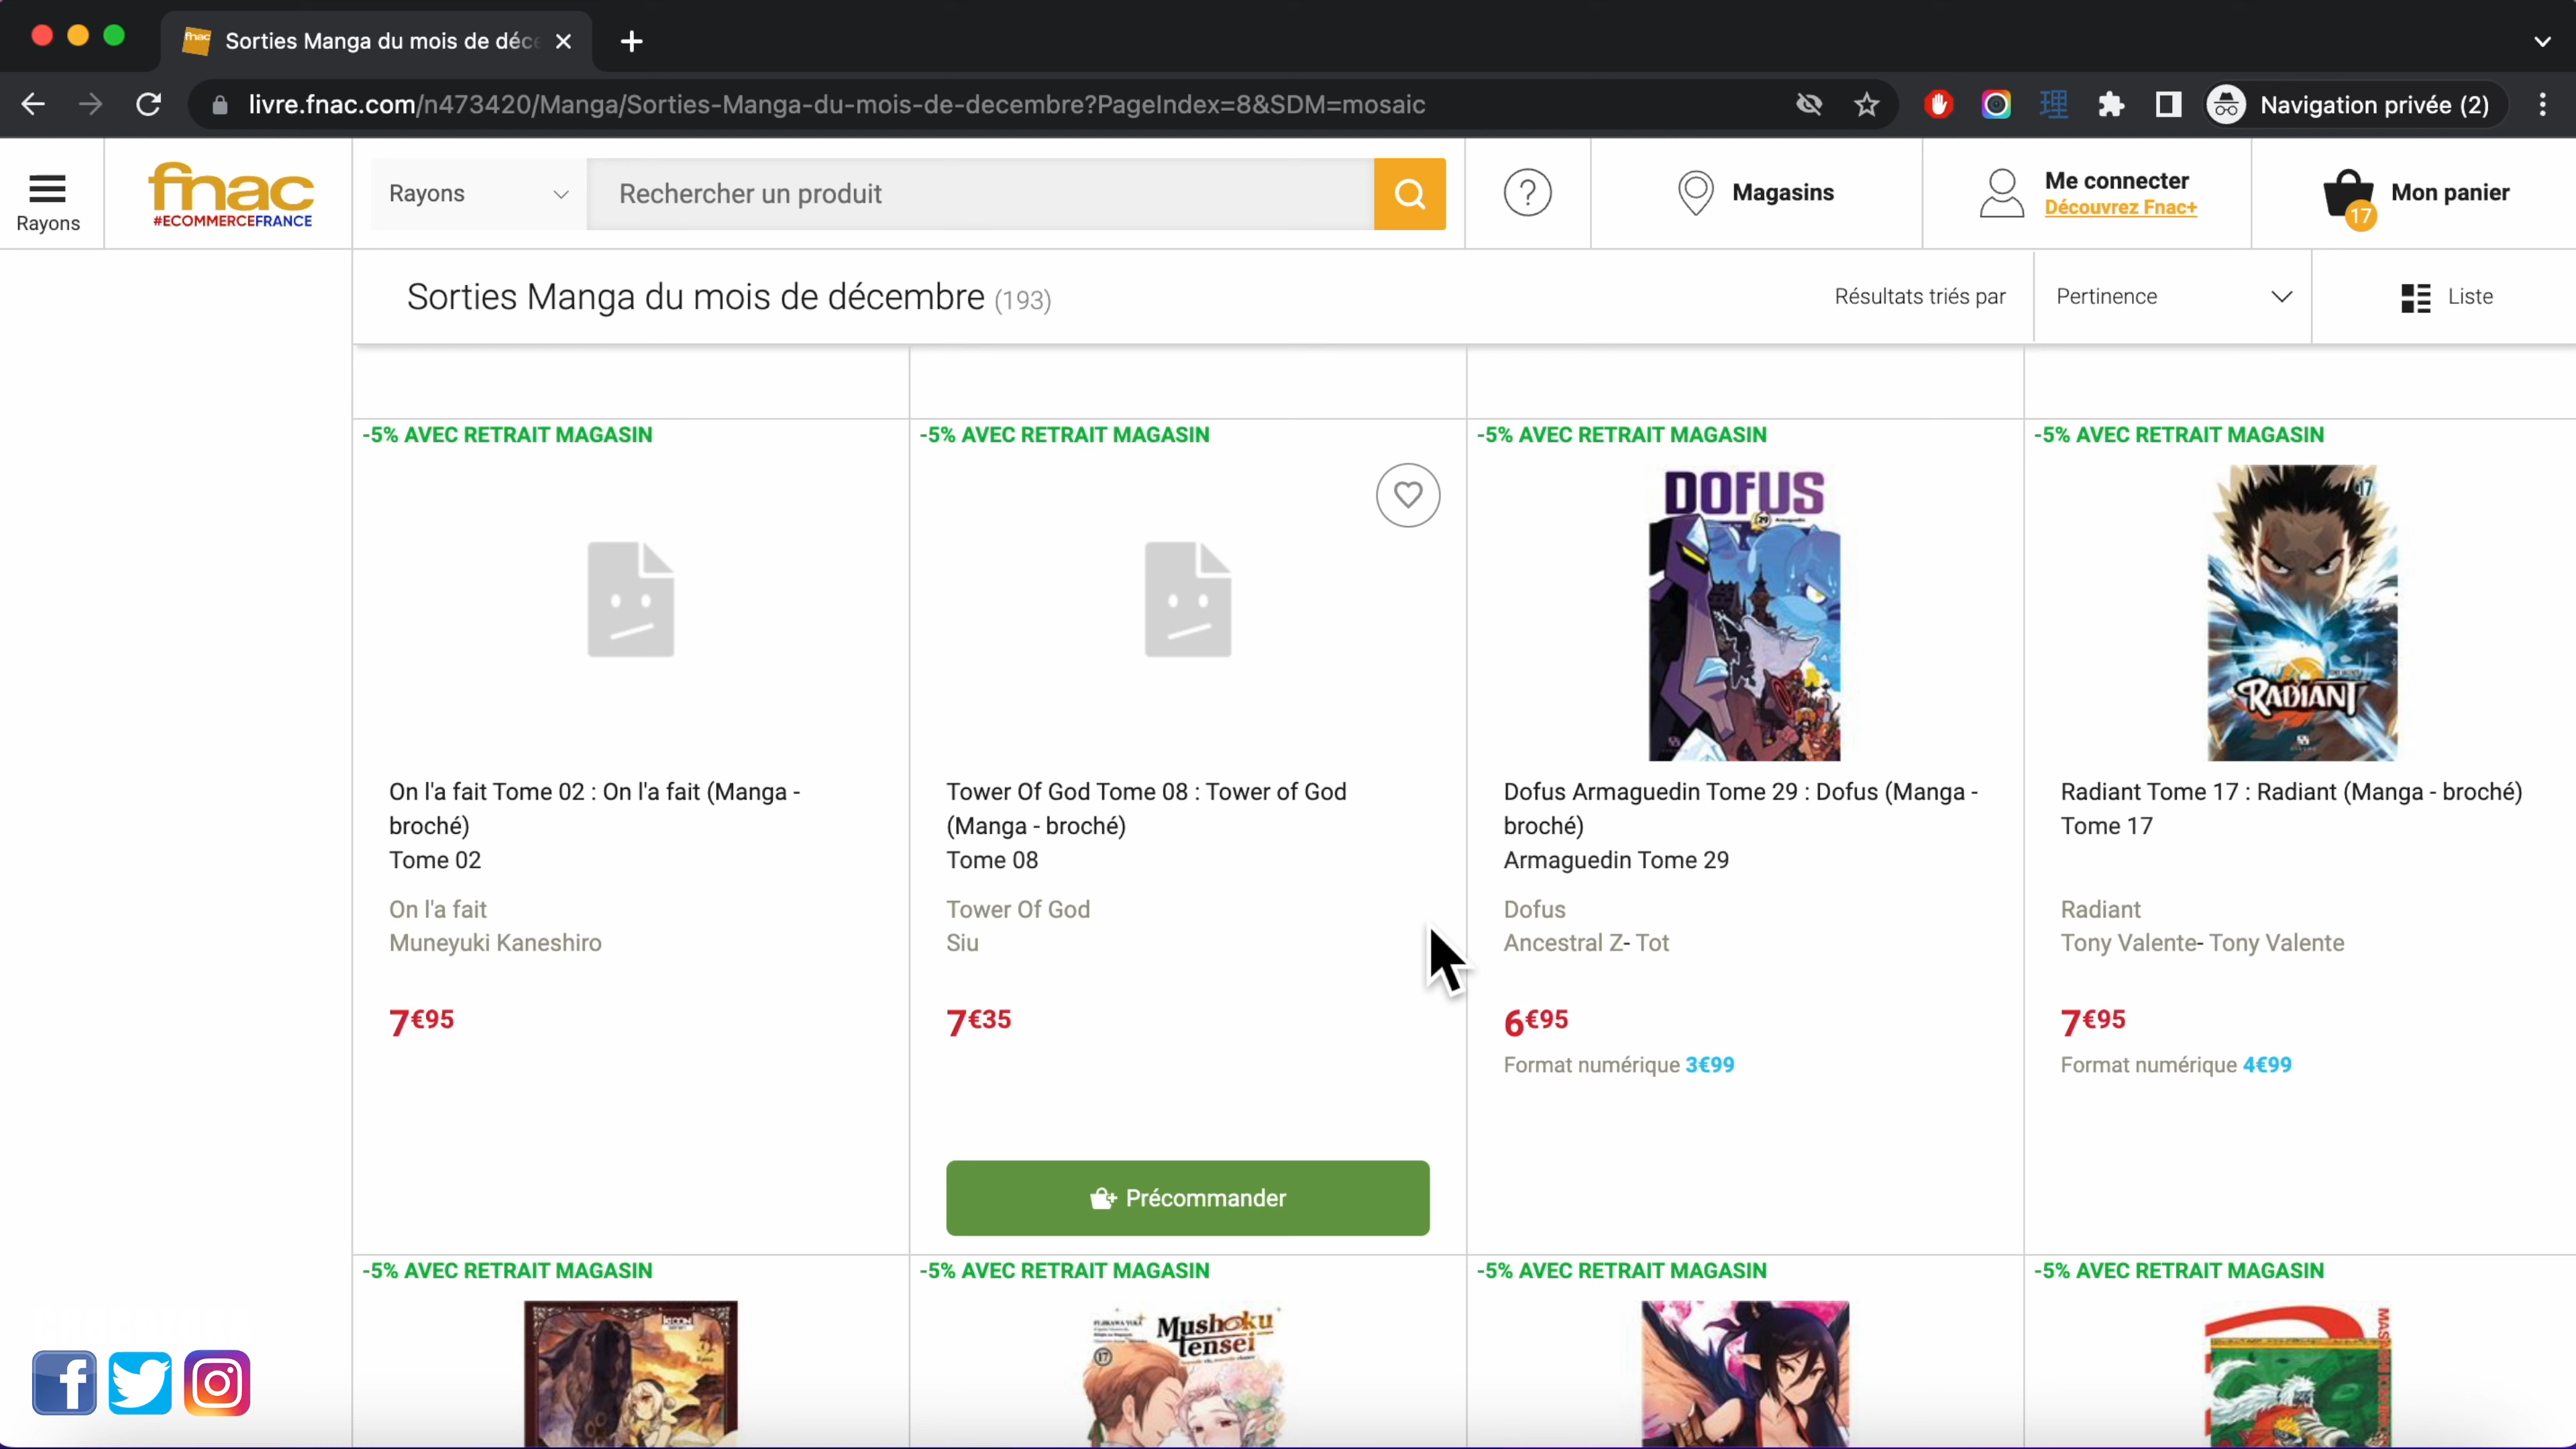 Sorties Manga du mois de déce
livre.fnac.com/n473420/Manga/Sorties-Manga-du-mois-de-decembre?PageIndex=8&SDM=mosaic
理
Navigation privée (2)
Rayons
fnac
#ECOMMERCEFRANCE
Rayons
Rechercher un produit
?
Magasins
Me connecter
Découvrez Fnac+
17
Mon panier
Sorties Manga du mois de décembre (193)
Résultats triés par
Pertinence
Liste
-5% AVEC RETRAIT MAGASIN
On l'a fait Tome 02 : On l'a fait (Manga -
broché)
Tome 02
On l'a fait
Muneyuki Kaneshiro
7€95
-5% AVEC RETRAIT MAGASIN
Tower Of God Tome 08 : Tower of God
(Manga - broché)
Tome 08
Tower Of God
Siu
7€35
Précommander
-5% AVEC RETRAIT MAGASIN
DOFUS
Dofus Armaguedin Tome 29 : Dofus (Manga -
broché)
Armaguedin Tome 29
Dofus
Ancestral Z- Tot
6€95
Format numérique 3€99
-5% AVEC RETRAIT MAGASIN
17
RADIANT
Radiant Tome 17 : Radiant (Manga - broché)
Tome 17
Radiant
Tony Valente- Tony Valente
7€95
Format numérique 4€99
-5% AVEC RETRAIT MAGASIN
-5% AVEC RETRAIT MAGASIN
Mushoku
tensei
17
-5% AVEC RETRAIT MAGASIN
-5% AVEC RETRAIT MAGASIN